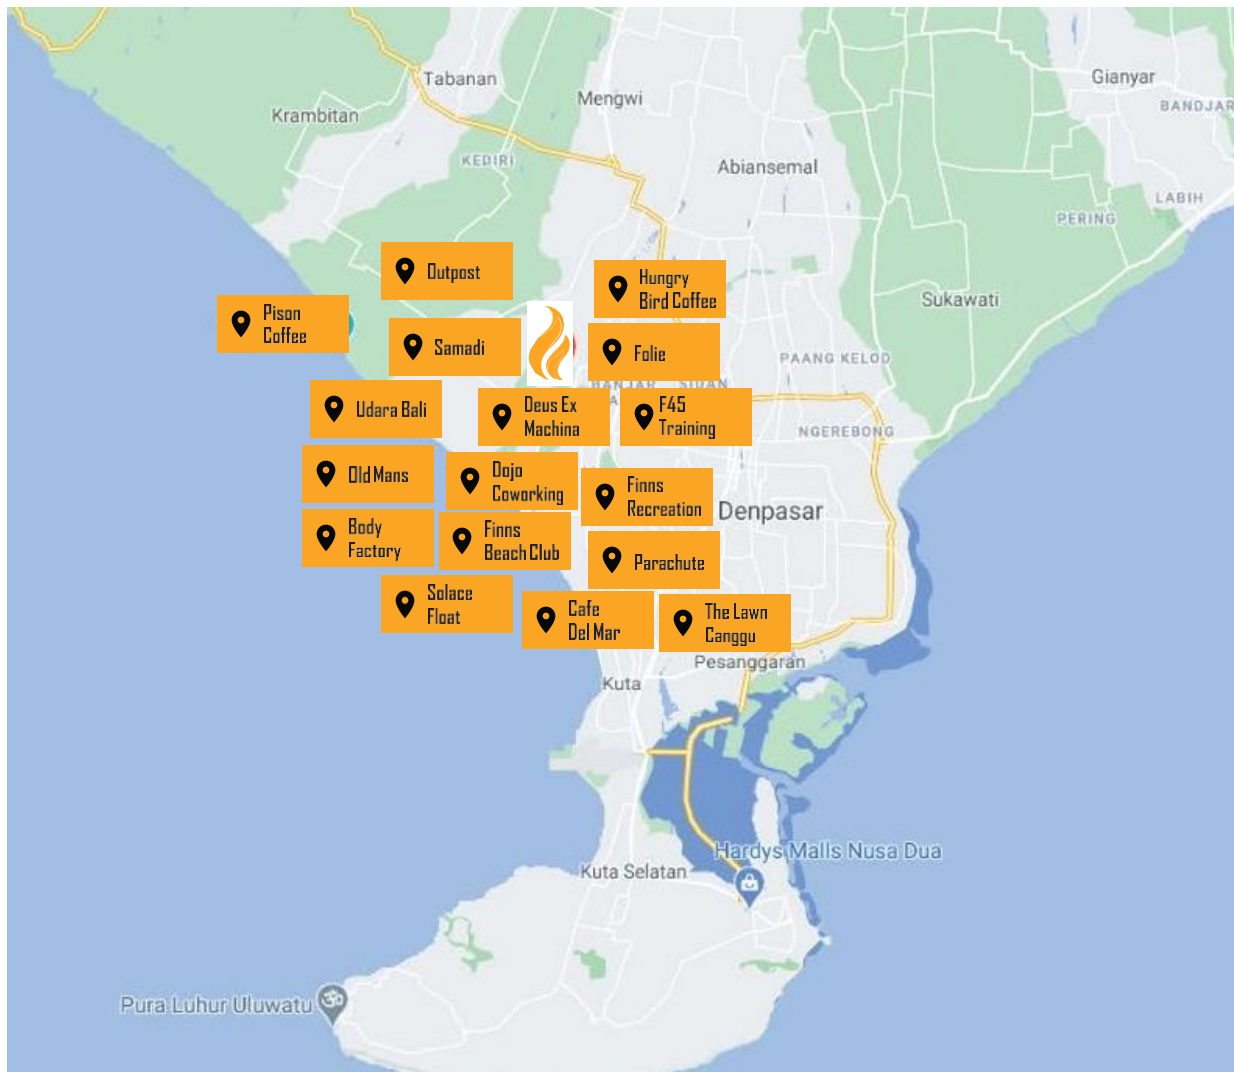 Tabanan
Gianyar
Mengwi
BANDJAR
Krambitan
KEDIRI
Abiansemal
LABIH
PERING
Outpost
Hungry
Bird Coffee
Sukawati
Pison
Coffee
Samadi
Folie
PAANG KELOD
BANJAR
SIDAN
Udara Bali
Deus Ex
Machina
F45
Training
NGEREBONG
Old Mans
Dojo
Coworking
Finns
Recreation
Denpasar
Body
Factory
Finns
Beach Club
Parachute
Solace
Float
Cafe
Del Mar
The Lawn
Canggu
Pesanggaran
Kuta
Hardys Malls Nusa Dua
Kuta Selatan
Pura Luhur Uluwatu